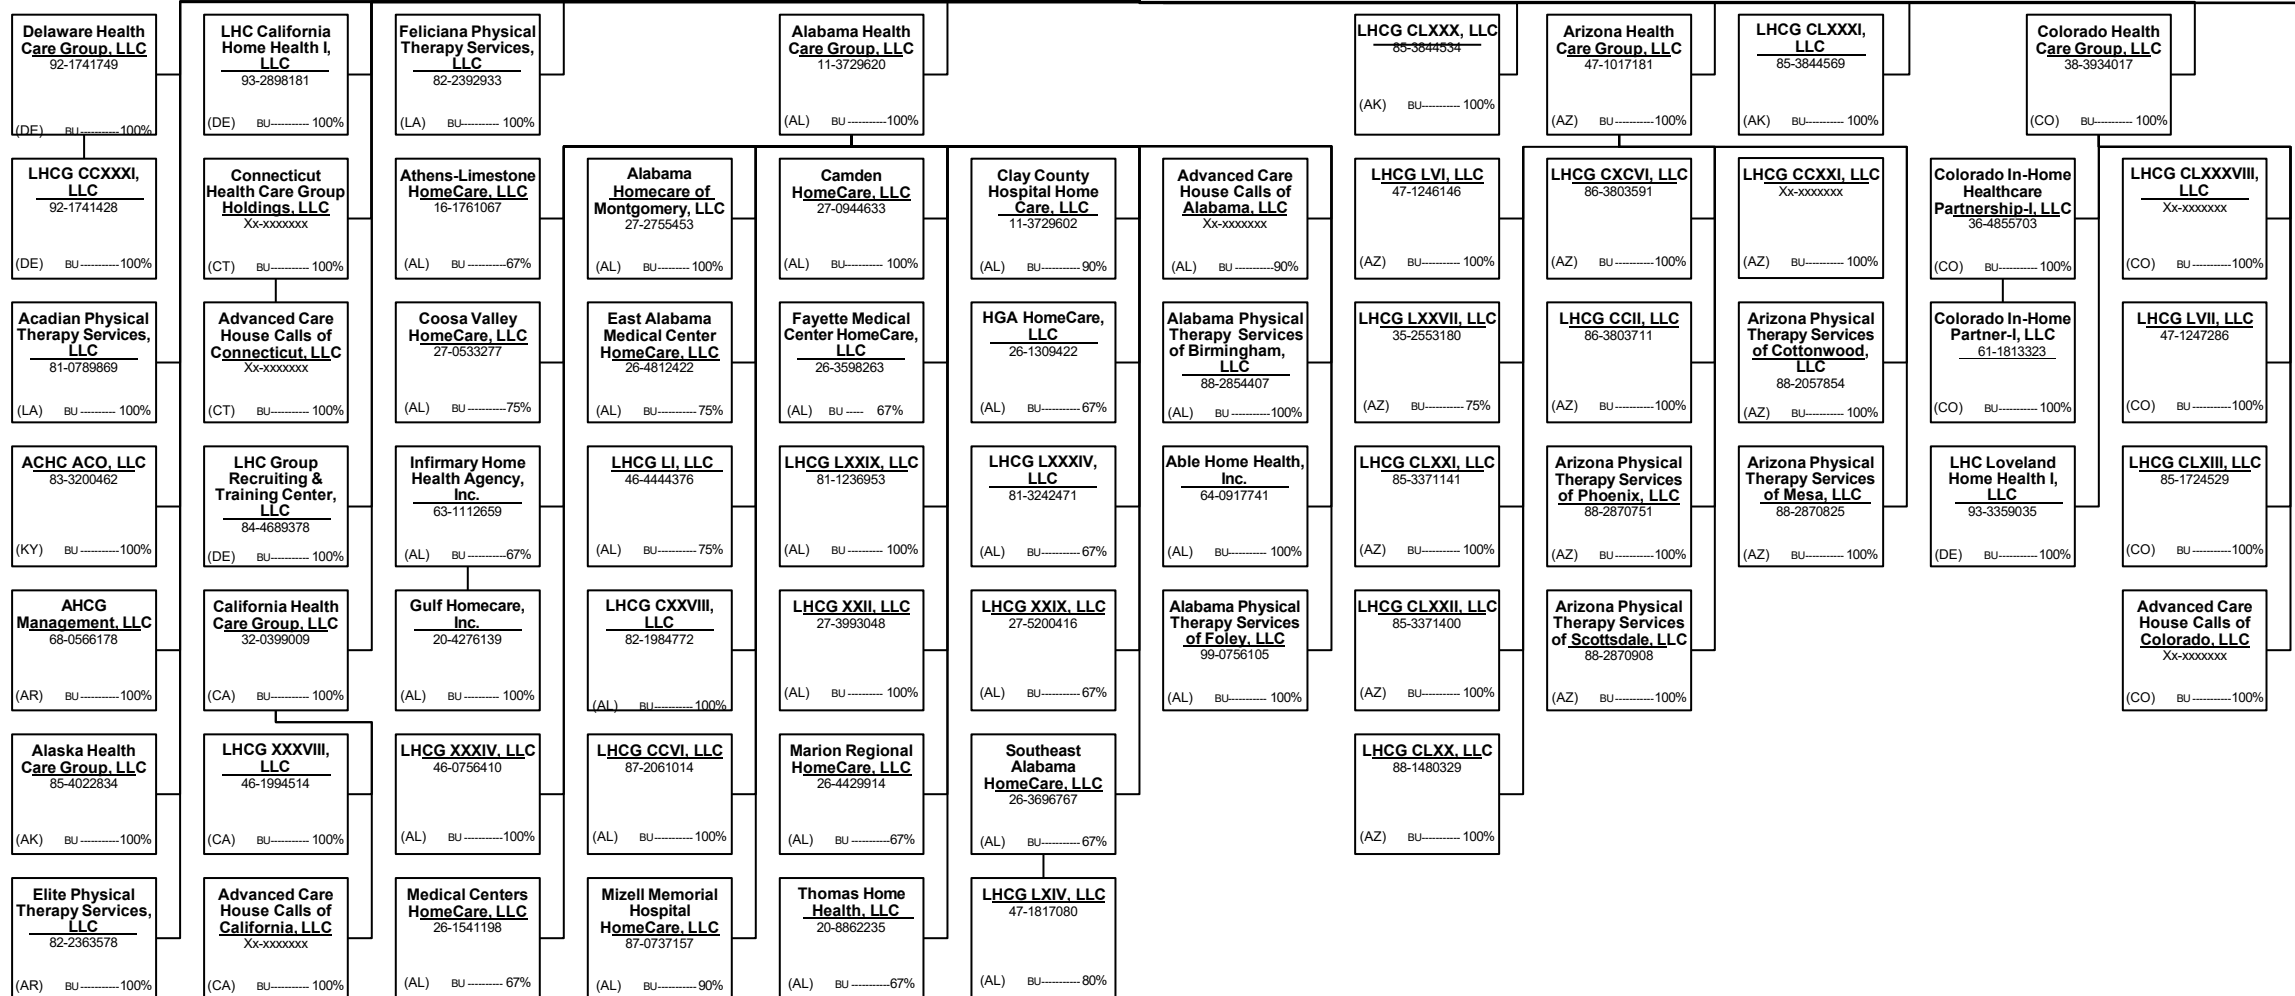 Delaware Health
Care Group, LLC
92-1741749
(DE) BU-----------100%
LHC California
Home Health I,
LLC
93-2898181
(DE) BU----------- 100%
Feliciana Physical
Therapy Services,
LLC
82-2392933
(LA) BU----------- 100%
Alabama Health
Care Group, LLC
11-3729620
(AL) BU -----------100%
LHCG CLXXX, LLC
85-3844534
(AK) BU----------- 100%
Arizona Health
Care Group, LLC
47-1017181
(AZ) BU -----------100%
LHCG CLXXXI,
LLC
85-3844569
(AK) BU----------- 100%
Colorado Health
Care Group, LLC
38-3934017
(CO) BU----------- 100%
LHCG CCXXXI,
LLC
92-1741428
(DE) BU-----------100%
Connecticut
Health Care Group
Holdings, LLC
Xx-xxxxxxx
(CT) BU----------- 100%
Athens-Limestone
HomeCare, LLC
16-1761067
(AL) BU -----------67%
Alabama
Homecare of
Montgomery, LLC
27-2755453
(AL) BU---------- 100%
Camden
HomeCare, LLC
27-0944633
(AL) BU---------- 100%
Clay County
Hospital Home
Care, LLC
11-3729602
(AL) BU----------- 90%
Advanced Care
House Calls of
Alabama, LLC
Xx-xxxxxxx
(AL) BU -----------90%
LHCG LVI, LLC
47-1246146
(AZ) BU----------- 100%
LHCG CXCVI, LLC
86-3803591
(AZ) BU----------- 100%
LHCG CCXXI, LLC
Xx-xxxxxxx
(AZ) BU---------- 100%
Colorado In-Home
Healthcare
Partnership-I, LLC
36-4855703
(CO) BU----------- 100%
LHCG CLXXXVIII,
LLC
Xx-xxxxxxx
(CO) BU-----------100%
Acadian Physical
Therapy Services,
LLC
81-0789869
(LA) BU ---------- 100%
Advanced Care
House Calls of
Connecticut, LLC
Xx-xxxxxxx
(CT) BU----------- 100%
Coosa Valley
HomeCare, LLC
27-0533277
(AL) BU -----------75%
East Alabama
Medical Center
HomeCare, LLC
26-4812422
(AL) BU ---------- 75%
Fayette Medical
Center HomeCare,
LLC
26-3598263
(AL) BU ----- 67%
HGA HomeCare,
LLC
26-1309422
(AL) BU-----------67%
Alabama Physical
Therapy Services
of Birmingham,
LLC
88-2854407
(AL) BU -----------100%
LHCG LXXVII, LLC
35-2553180
(AZ) BU----------- 75%
LHCG CCII, LLC
86-3803711
(AZ) BU -----------100%
Arizona Physical
Therapy Services
of Cottonwood,
LLC
88-2057854
(AZ) BU ---------- 100%
Colorado In-Home
Partner-I, LLC
61-1813323
(CO) BU----------- 100%
LHCG LVII, LLC
47-1247286
(CO) BU-----------100%
ACHC ACO, LLC
83-3200462
(KY) BU -----------100%
LHC Group
Recruiting &
Training Center,
LLC
84-4689378
(DE) BU----------- 100%
Infirmary Home
Health Agency,
Inc.
63-1112659
(AL) BU -----------67%
LHCG LI, LLC
46-4444376
(AL) BU ---------- 75%
LHCG LXXIX, LLC
81-1236953
(AL) BU ---------- 100%
LHCG LXXXIV,
LLC
81-3242471
(AL) BU-----------67%
Able Home Health,
Inc.
64-0917741
(AL) BU---------- 100%
LHCG CLXXI, LLC
85-3371141
(AZ) BU----------- 100%
Arizona Physical
Therapy Services
of Phoenix, LLC
88-2870751
(AZ) BU -----------100%
Arizona Physical
Therapy Services
of Mesa, LLC
88-2870825
(AZ) BU---------- 100%
LHC Loveland
Home Health I,
LLC
93-3359035
(DE) BU-----------100%
LHCG CLXIII, LLC
85-1724529
(CO) BU-----------100%
AHCG
Management, LLC
68-0566178
(AR) BU-----------100%
California Health
Care Group, LLC
32-0399009
(CA) BU----------- 100%
Gulf Homecare,
Inc.
20-4276139
(AL) BU ---------- 100%
LHCG CXXVIII,
LLC
82-1984772
(AL) BU-----------100%
LHCG XXII, LLC
27-3993048
(AL) BU ---------- 100%
LHCG XXIX, LLC
27-5200416
(AL) BU-----------67%
Alabama Physical
Therapy Services
of Foley, LLC
99-0756105
(AL) BU---------- 100%
LHCG CLXXII, LLC
85-3371400
(AZ) BU----------- 100%
Arizona Physical
Therapy Services
of Scottsdale, LLC
88-2870908
(AZ) BU -----------100%
Advanced Care
House Calls of
Colorado, LLC
Xx-xxxxxxx
(CO) BU-----------100%
Alaska Health
Care Group, LLC
85-4022834
(AK) BU -----------100%
LHCG XXXVIII,
LLC
46-1994514
(CA) BU----------- 100%
LHCG XXXIV, LLC
46-0756410
(AL) BU -----------100%
LHCG CCVI, LLC
87-2061014
(AL) BU----------- 100%
Marion Regional
HomeCare, LLC
26-4429914
(AL) BU -----------67%
Southeast
Alabama
HomeCare, LLC
26-3696767
(AL) BU-----------67%
LHCG CLXX, LLC
88-1480329
(AZ) BU----------- 100%
Elite Physical
Therapy Services,
LLC
82-2363578
(AR) BU-----------100%
Advanced Care
House Calls of
California, LLC
Xx-xxxxxxx
(CA) BU----------- 100%
Medical Centers
HomeCare, LLC
26-1541198
(AL) BU ---------- 67%
Mizell Memorial
Hospital
HomeCare, LLC
87-0737157
(AL) BU----------- 90%
Thomas Home
Health, LLC
20-8862235
(AL) BU -----------67%
LHCG LXIV, LLC
47-1817080
(AL) BU----------- 80%